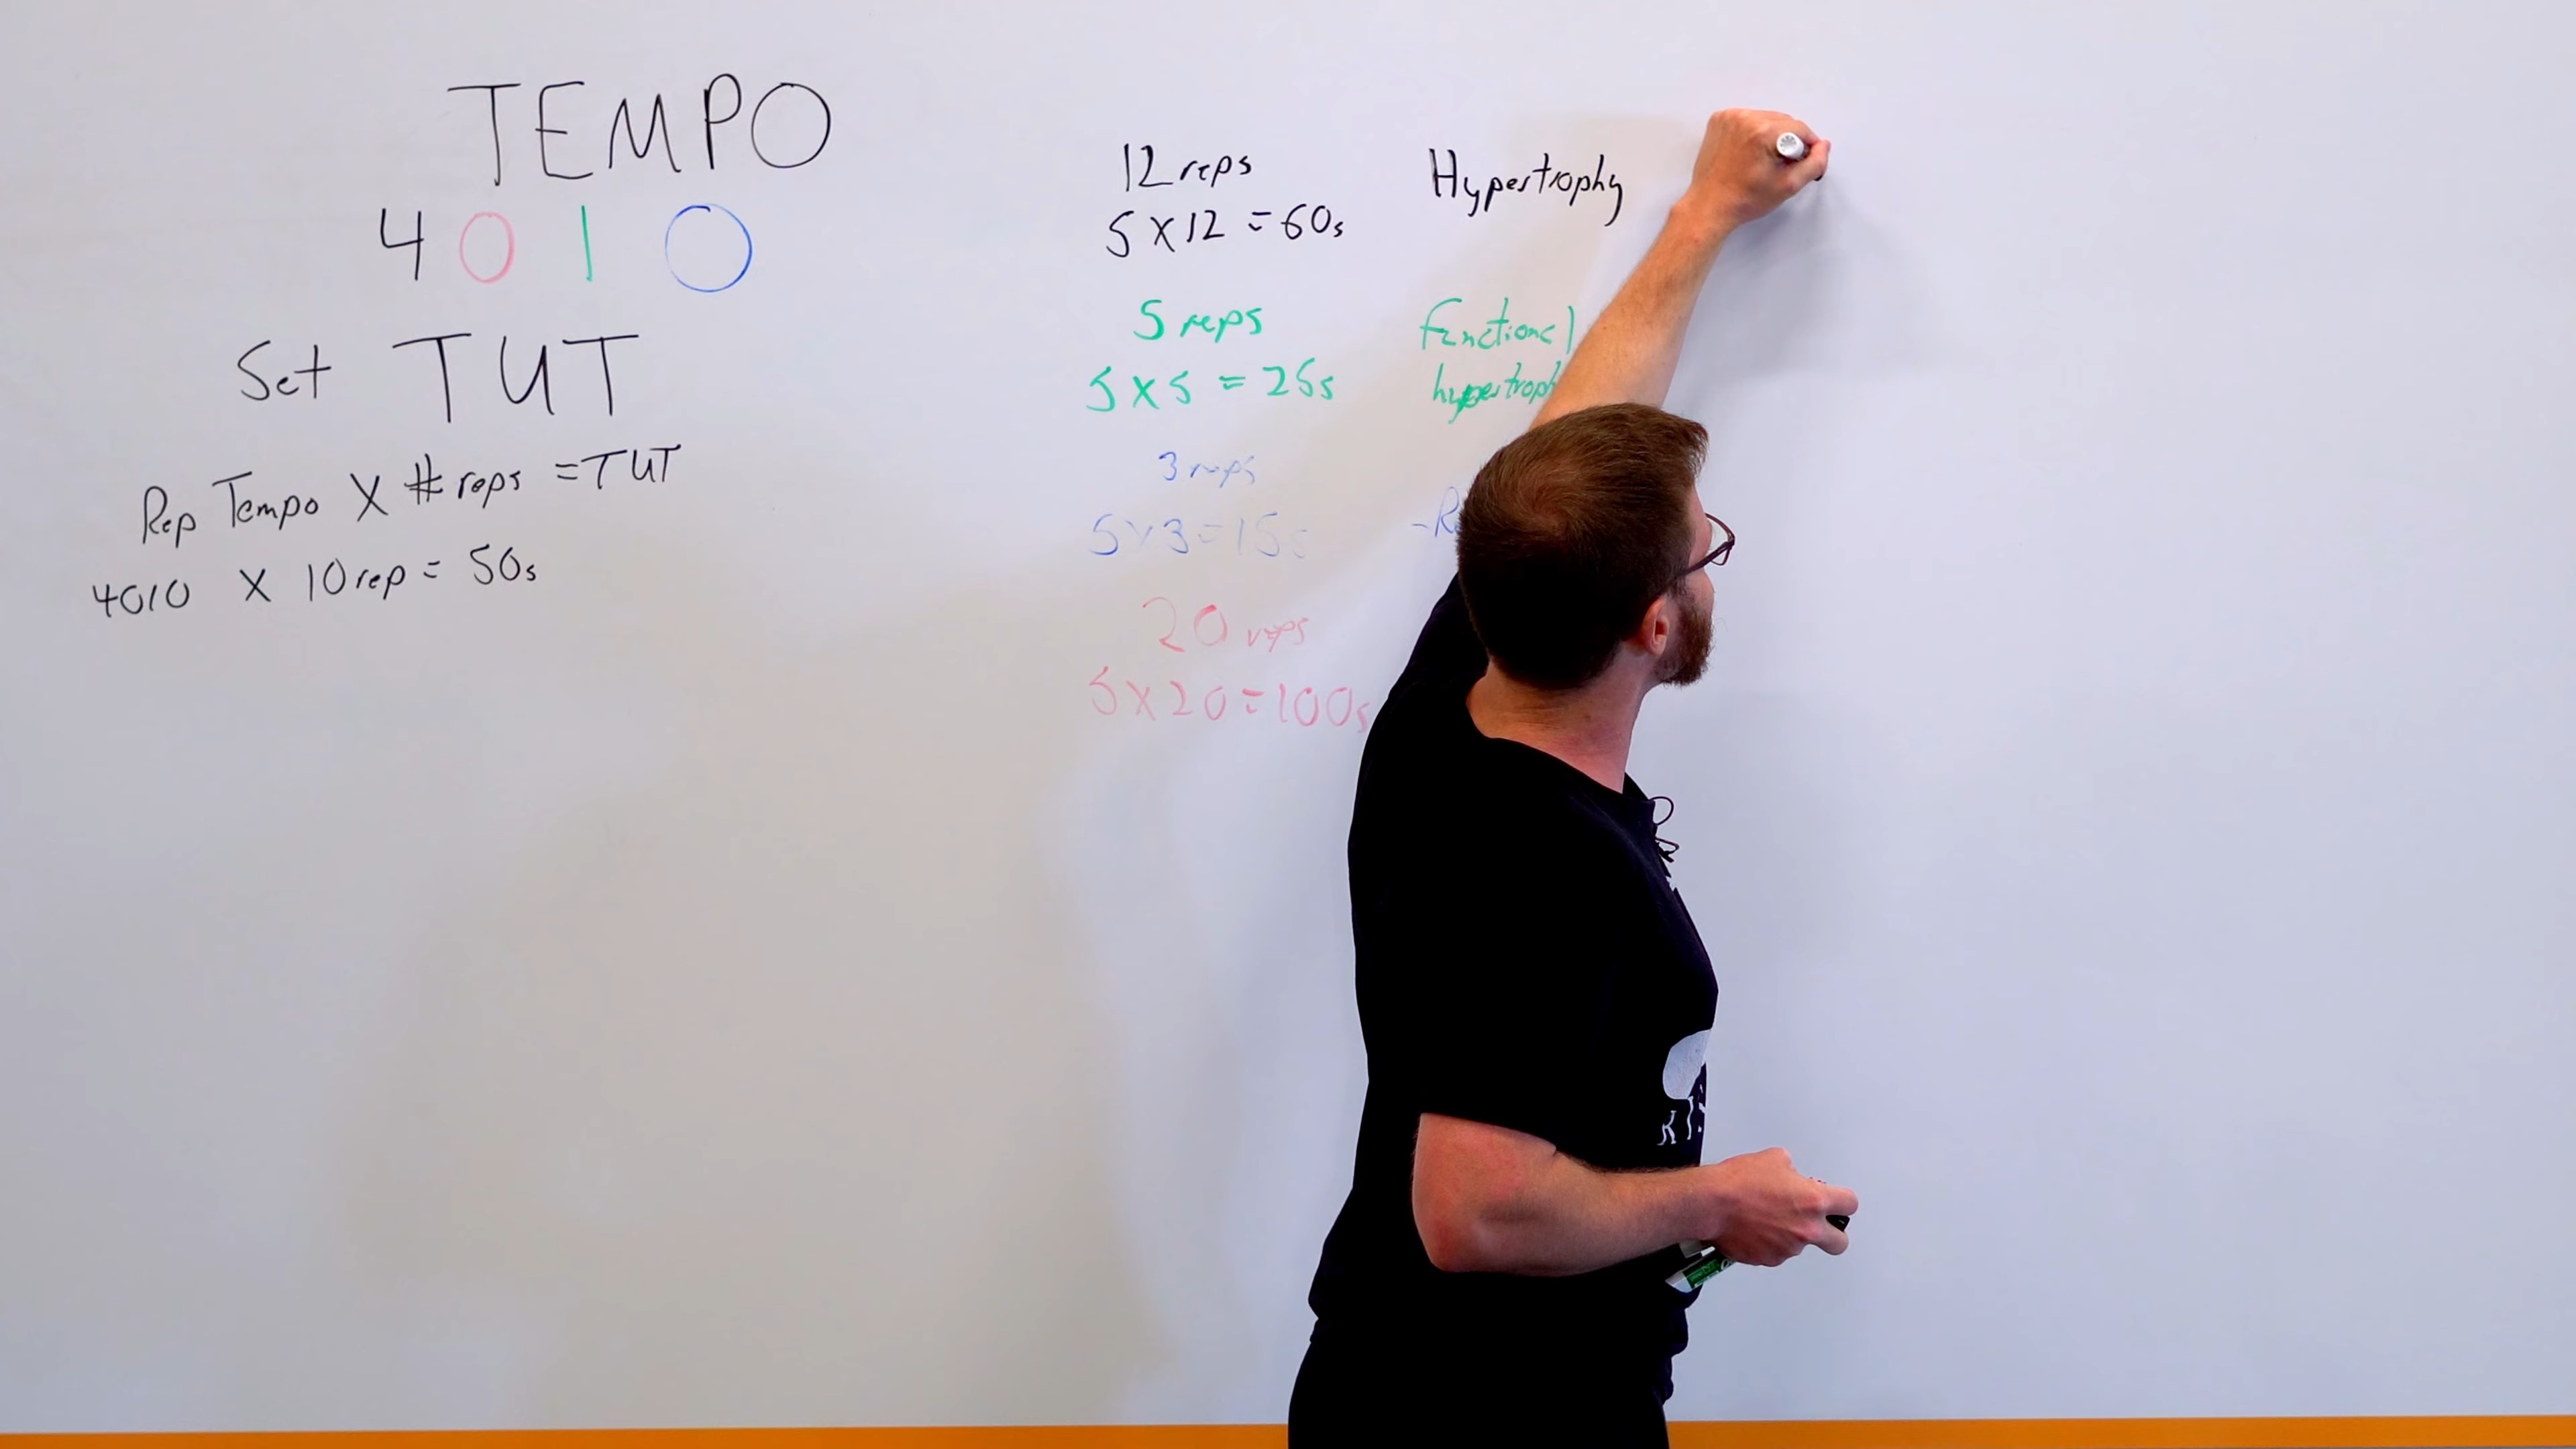 TEMPO
4 0 1 0
Set TUT
Rep Tempo X # reps = TUT
4010 X 10 rep = 50s
12 reps
5 X 12 = 60s
Hypertrophy
5 reps
5 X 5 = 25s
Functional
hypertroph
3 reps
5 X 3 = 15s
20 reps
5 X 20 = 100s